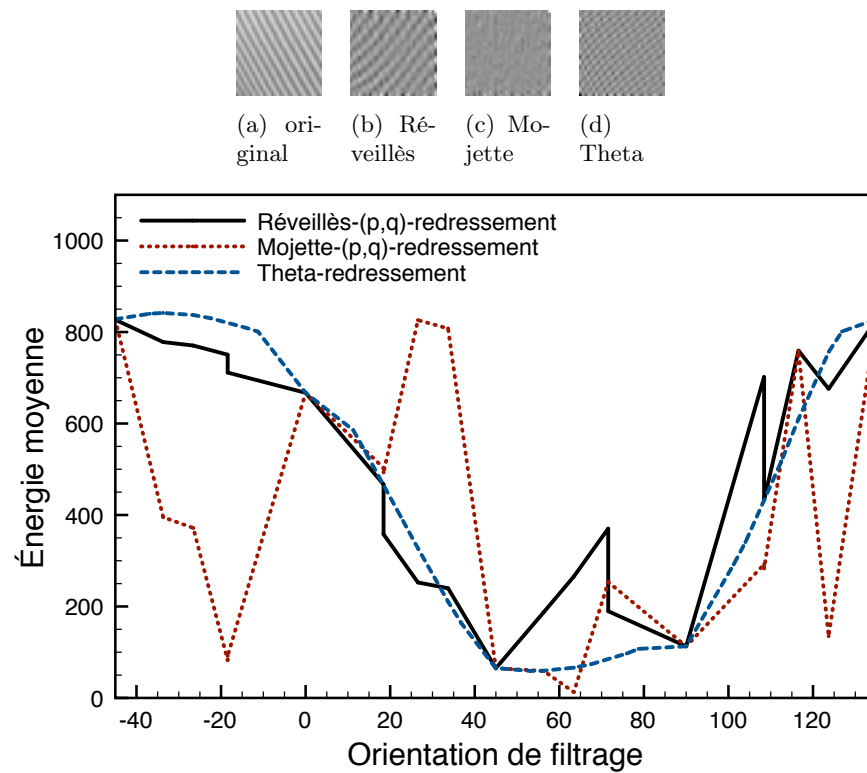 (a) ori-
ginal
(b) Ré-
veillès
(c) Mo-
jette
(d)
Theta
Réveillès-(p,q)-redressement
Mojette-(p,q)-redressement
Theta-redressement
Énergie moyenne
1000
800
600
400
200
0
-40 -20 0 20 40 60 80 100 120
Orientation de filtrage